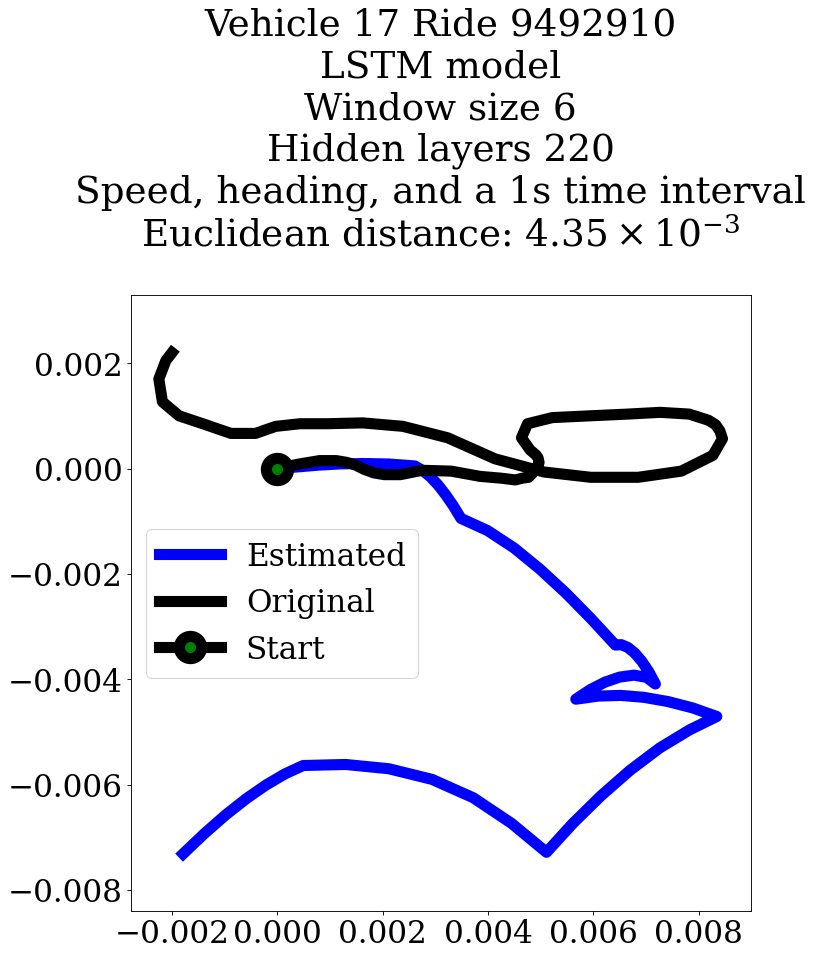 Vehicle 17 Ride 9492910
LSTM model
Window size 6
Hidden layers 220
Speed, heading, and a 1s time interval
Euclidean distance: 4.35 × 10⁻³
0.002
0.000
−0.002
−0.004
−0.006
−0.008
Estimated
Original
Start
−0.002 0.000 0.002 0.004 0.006 0.008